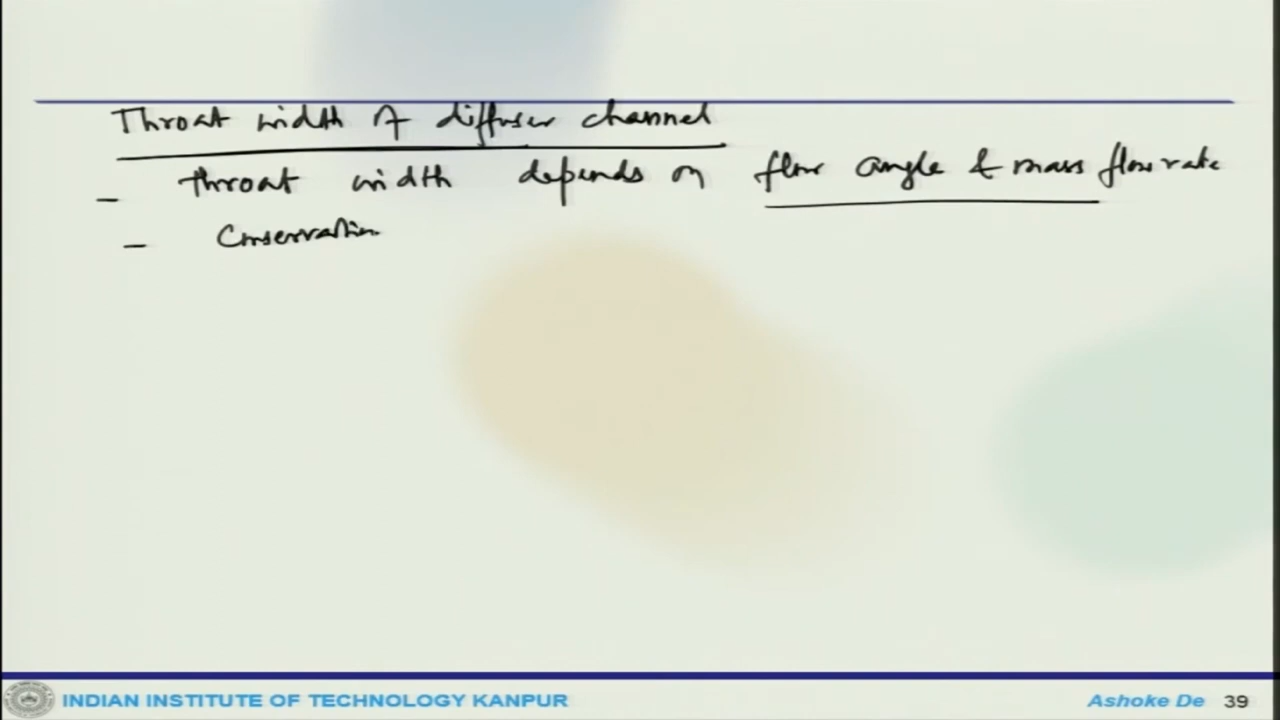 Throat width of diffuser channel
- Throat width depends on flow angle & mass flow rate
- Conservation
INDIAN INSTITUTE OF TECHNOLOGY KANPUR
Ashoke De 39